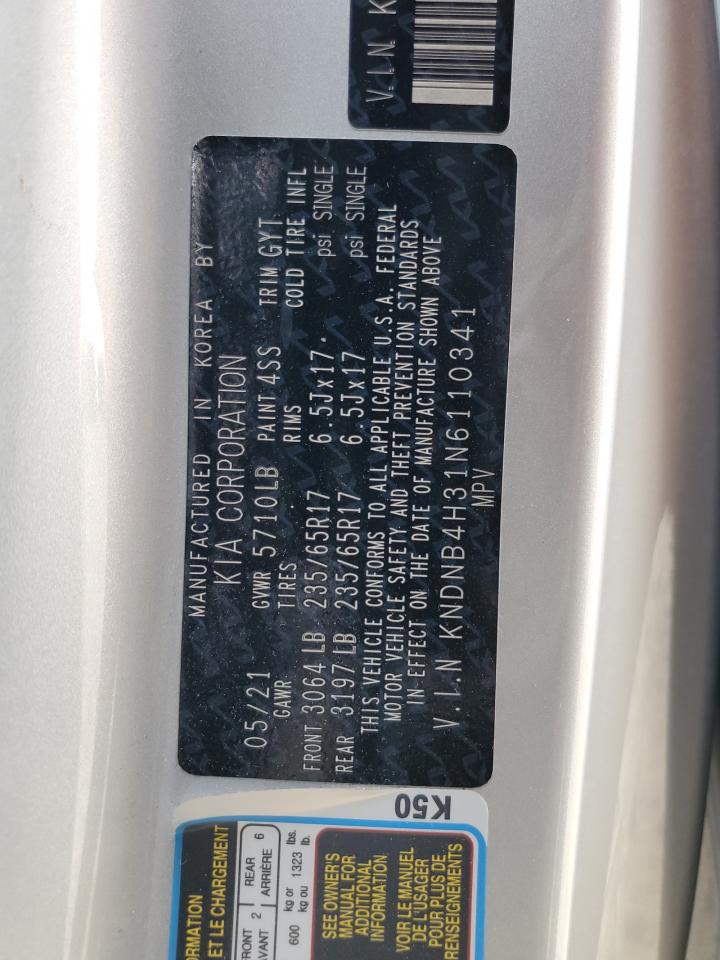 V.I.N. K
MANUFACTURED IN KOREA BY
KIA CORPORATION
05/21 GVWR 5710LB PAINT 4SS TRIM GYT
GAWR TIRES RIMS COLD TIRE INFL
FRONT 3064 LB 235/65R17 6.5Jx17 psi SINGLE
REAR 3197 LB 235/65R17 6.5Jx17 psi SINGLE
THIS VEHICLE CONFORMS TO ALL APPLICABLE U.S.A. FEDERAL
MOTOR VEHICLE SAFETY AND THEFT PREVENTION STANDARDS
IN EFFECT ON THE DATE OF MANUFACTURE SHOWN ABOVE
V.I.N KNDNB4H31N6110341
MPV
K50
ORMATION
ET LE CHARGEMENT
FRONT 2 REAR 6
AVANT ARRIÈRE
600 kg or 1323 lbs.
kg ou lb.
SEE OWNER'S
MANUAL FOR
ADDITIONAL
INFORMATION
VOIR LE MANUEL
DE L'USAGER
POUR PLUS DE
RENSEIGNEMENTS